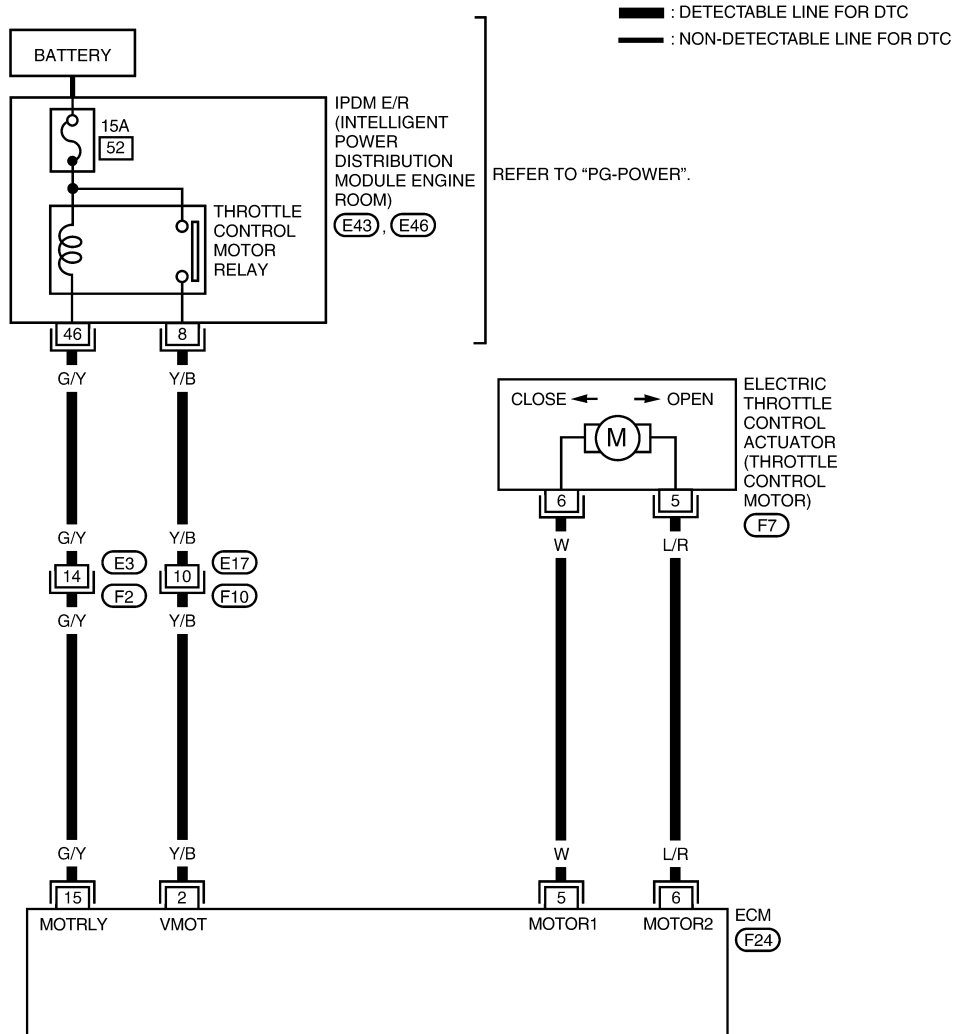 : DETECTABLE LINE FOR DTC
: NON-DETECTABLE LINE FOR DTC
BATTERY
15A
52
IPDM E/R
(INTELLIGENT
POWER
DISTRIBUTION
MODULE ENGINE
ROOM)
E43 , E46
REFER TO “PG-POWER”.
THROTTLE
CONTROL
MOTOR
RELAY
46
8
G/Y
Y/B
CLOSE
OPEN
M
ELECTRIC
THROTTLE
CONTROL
ACTUATOR
(THROTTLE
CONTROL
MOTOR)
F7
6
5
W
L/R
G/Y
Y/B
14
E3
F2
10
E17
F10
G/Y
Y/B
G/Y
Y/B
W
L/R
15
2
5
6
MOTRLY
VMOT
MOTOR1
MOTOR2
ECM
F24